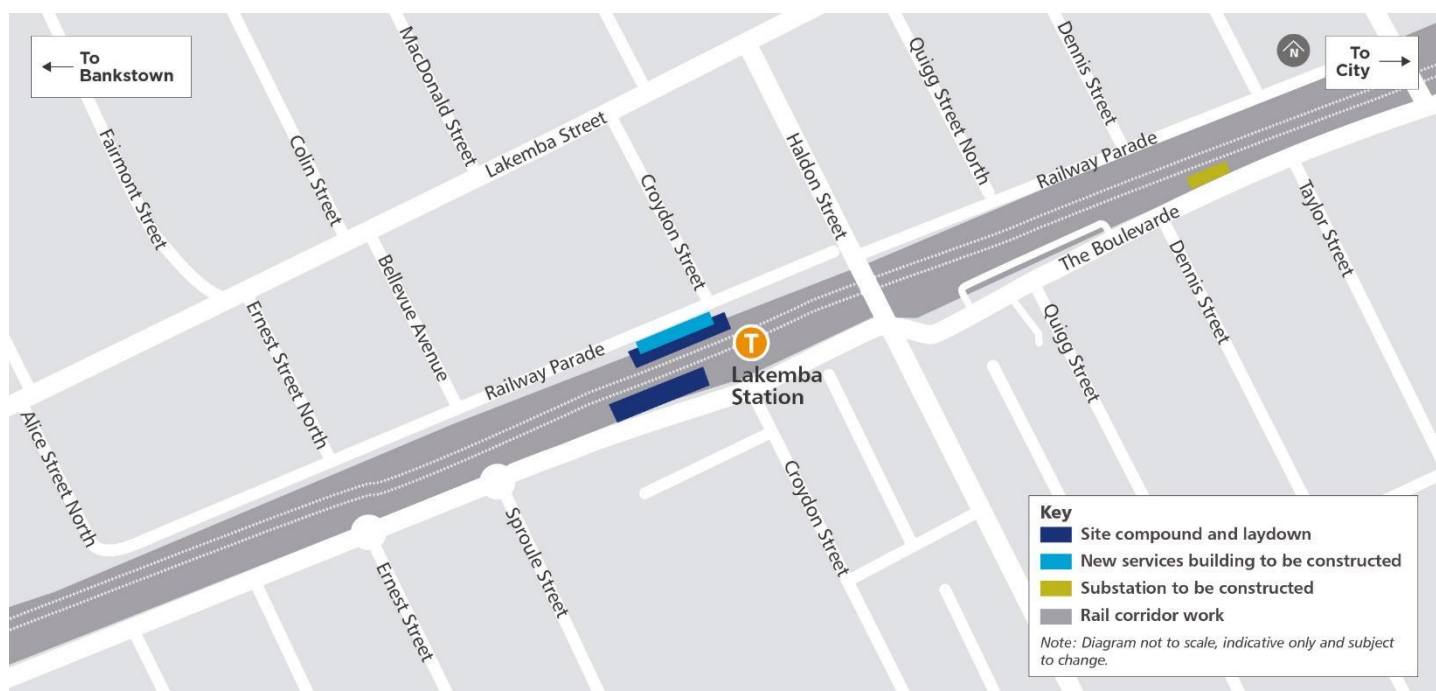 To
Bankstown
N
To
City
Fairmont Street
Colin Street
MacDonald Street
Lakemba Street
Croydon Street
Haldon Street
Quigg Street North
Dennis Street
Railway Parade
Taylor Street
The Boulevarde
Dennis Street
Quigg Street
Bellevue Avenue
Ernest Street North
Railway Parade
T
Lakemba
Station
Alice Street North
Sproule Street
Ernest Street
Croydon Street
Key
Site compound and laydown
New services building to be constructed
Substation to be constructed
Rail corridor work
Note: Diagram not to scale, indicative only and subject
to change.